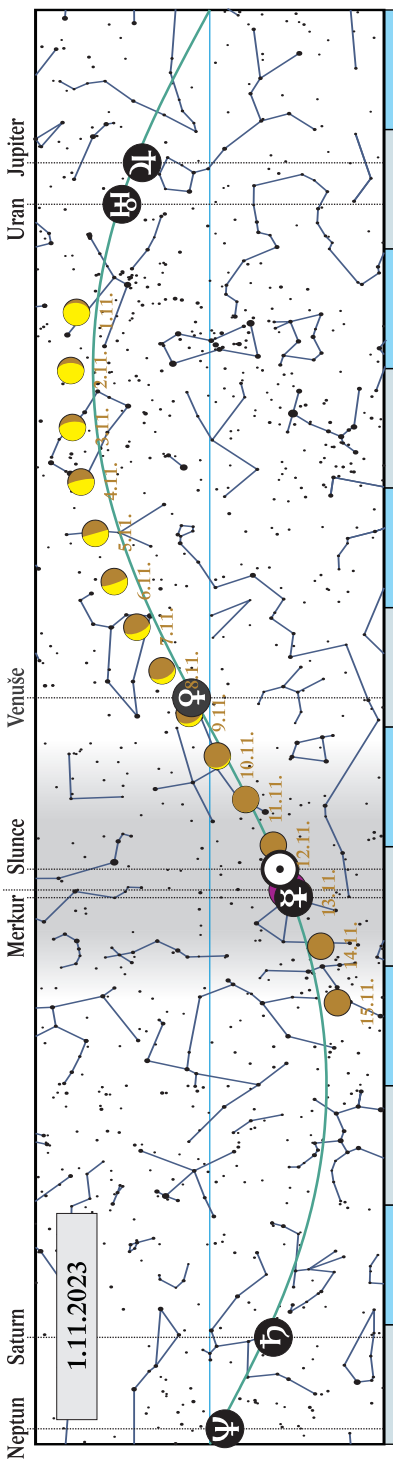 Neptun
Saturn
Merkur
Slunce
Venuše
Uran
Jupiter
1.11.2023
15.11.
14.11.
13.11.
12.11.
11.11.
10.11.
9.11.
8.11.
7.11.
6.11.
5.11.
4.11.
3.11.
2.11.
1.11.